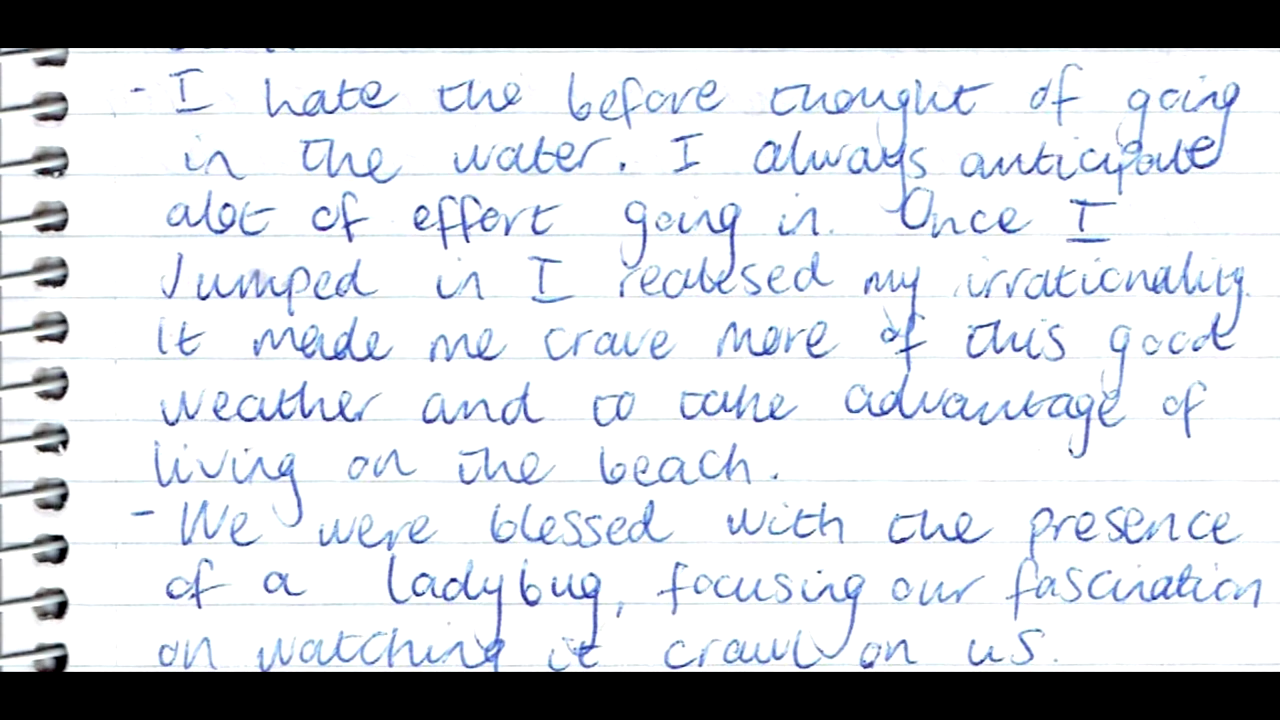 - I hate the before thought of going
in the water. I always anticipate
alot of effort going in. Once I
Jumped in I realised my irrationality.
It made me crave more of this good
weather and to take advantage of
living on the beach.
- We were blessed with the presence
of a ladybug, focusing our fascination
on watching it crawl on us.